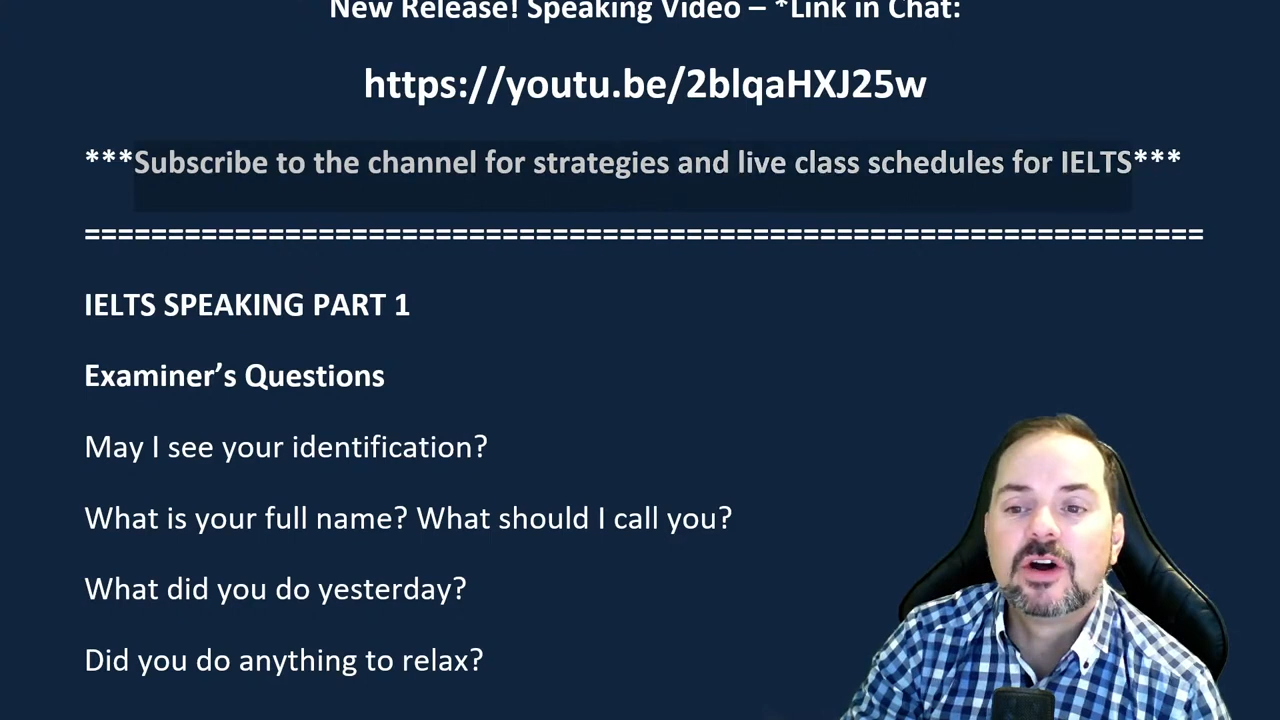 New Release! Speaking Video – *Link in Chat:
https://youtu.be/2blqaHXJ25w
***Subscribe to the channel for strategies and live class schedules for IELTS***
===================================================================
IELTS SPEAKING PART 1
Examiner’s Questions
May I see your identification?
What is your full name? What should I call you?
What did you do yesterday?
Did you do anything to relax?